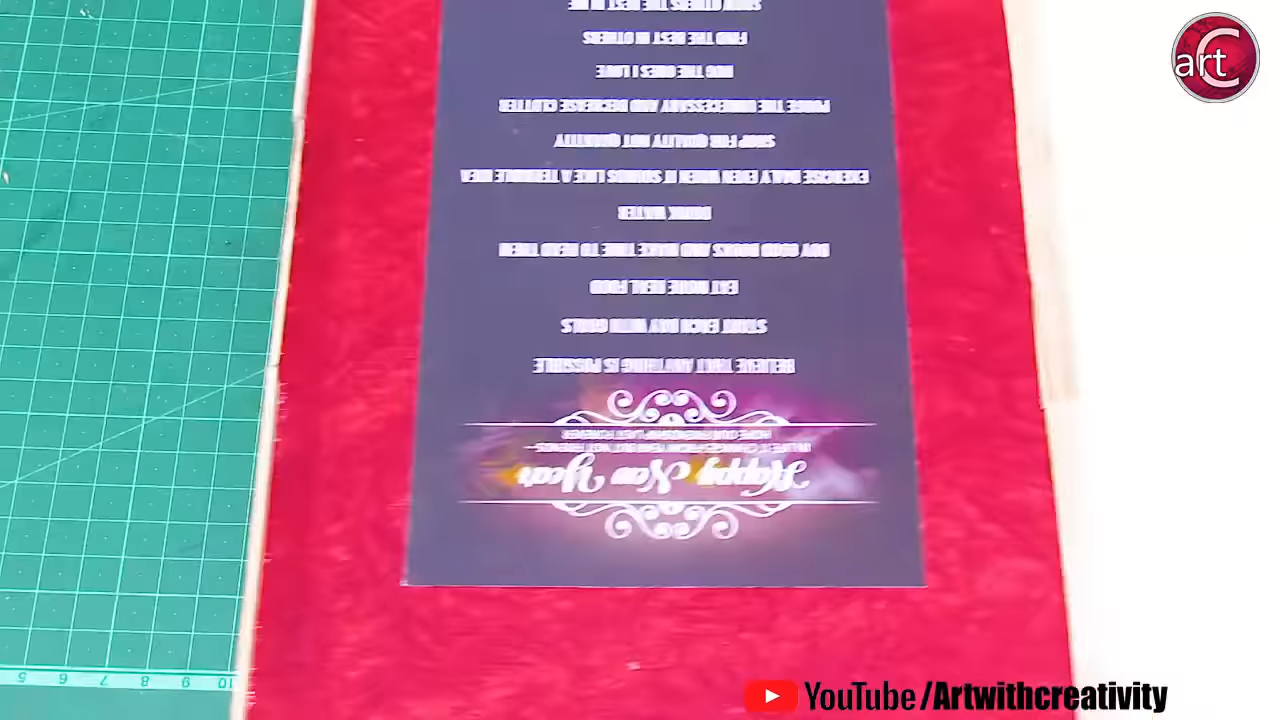 Happy New Year
BELIEVE THAT ANYTHING IS POSSIBLE
START EACH DAY WITH GOALS
EAT MORE REAL FOOD
BUY GOOD BOOKS AND MAKE TIME TO READ THEM
DRINK WATER
EXERCISE DAILY EVEN WHEN IT SOUNDS LIKE A TERRIBLE IDEA
SHOP FOR QUALITY NOT QUANTITY
PURGE THE UNNECESSARY AND DECREASE CLUTTER
HUG THE ONES I LOVE
FIND THE BEST IN OTHERS
SHOW OTHERS THE BEST IN ME
art C
5 6 7 8 9 10
YouTube /Artwithcreativity